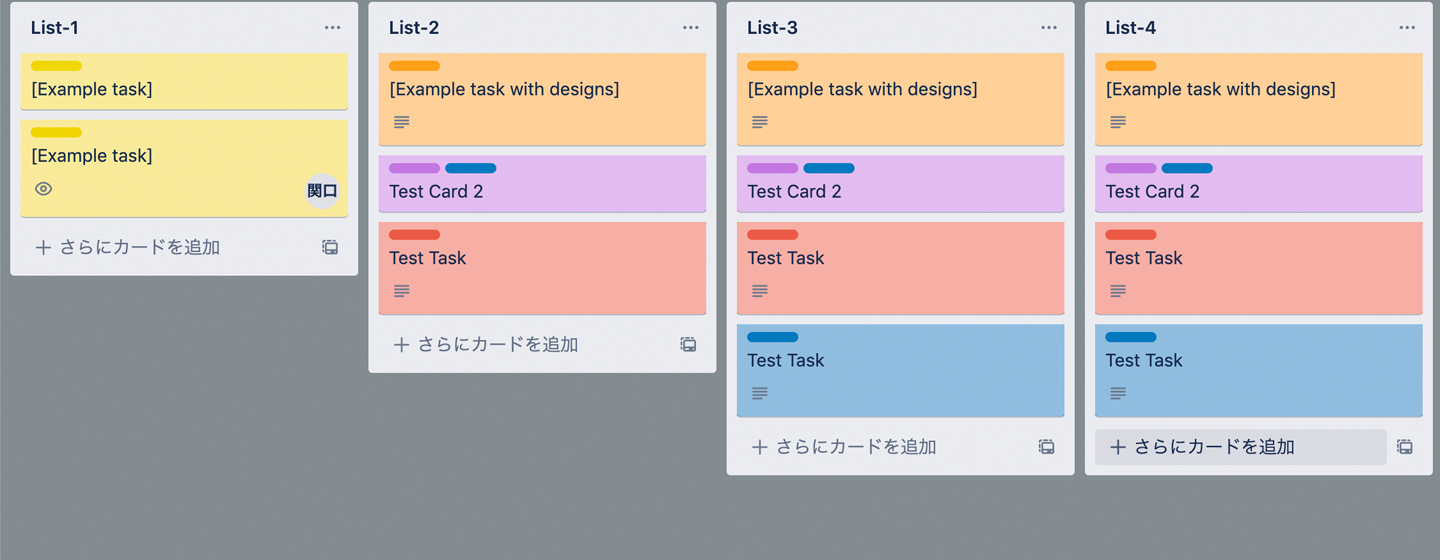 List-1
[Example task]
[Example task]
関口
さらにカードを追加
List-2
[Example task with designs]
Test Card 2
Test Task
さらにカードを追加
List-3
[Example task with designs]
Test Card 2
Test Task
Test Task
さらにカードを追加
List-4
[Example task with designs]
Test Card 2
Test Task
Test Task
さらにカードを追加